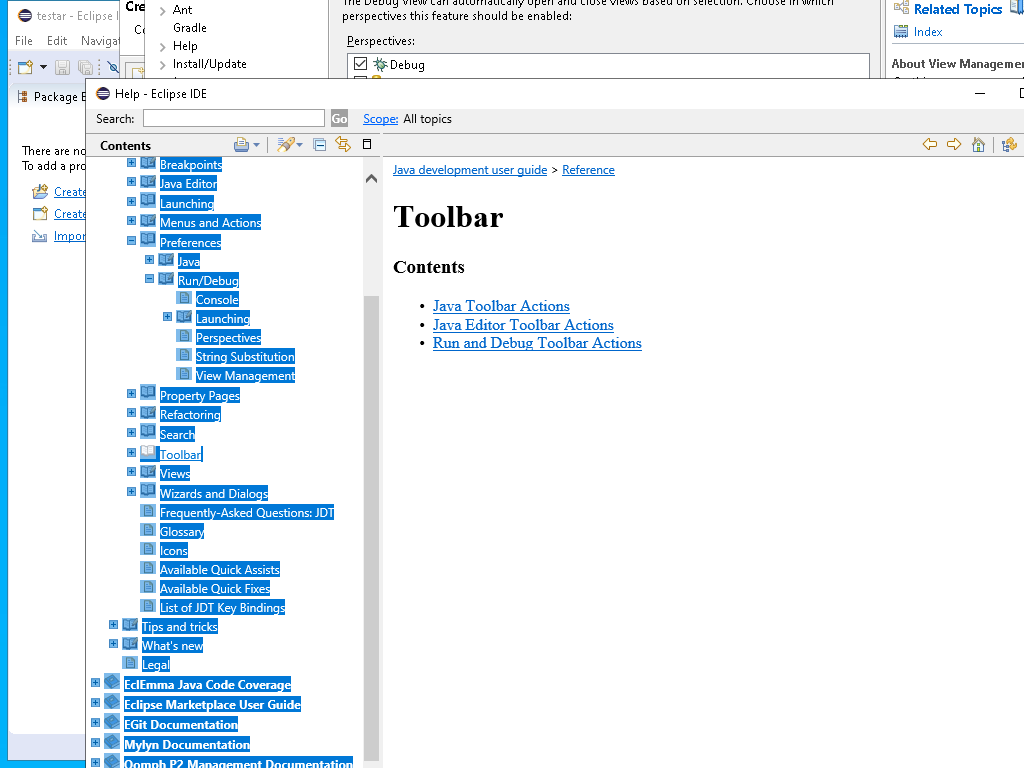 testar - Eclipse I
File Edit Navigat
Package E
There are no
To add a pro
Create
Create
Impor
Cre
Ant
Gradle
Help
Install/Update
The Debug View can automatically open and close views based on selection. Choose in which
perspectives this feature should be enabled:
Perspectives:
Debug
Related Topics
Index
About View Managemen
Help - Eclipse IDE
Search:
Go
Scope: All topics
Contents
Breakpoints
Java Editor
Launching
Menus and Actions
Preferences
Java
Run/Debug
Console
Launching
Perspectives
String Substitution
View Management
Property Pages
Refactoring
Search
Toolbar
Views
Wizards and Dialogs
Frequently-Asked Questions: JDT
Glossary
Icons
Available Quick Assists
Available Quick Fixes
List of JDT Key Bindings
Tips and tricks
What's new
Legal
EclEmma Java Code Coverage
Eclipse Marketplace User Guide
EGit Documentation
Mylyn Documentation
Oomph P2 Management Documentation
Java development user guide > Reference
Toolbar
Contents
• Java Toolbar Actions
• Java Editor Toolbar Actions
• Run and Debug Toolbar Actions